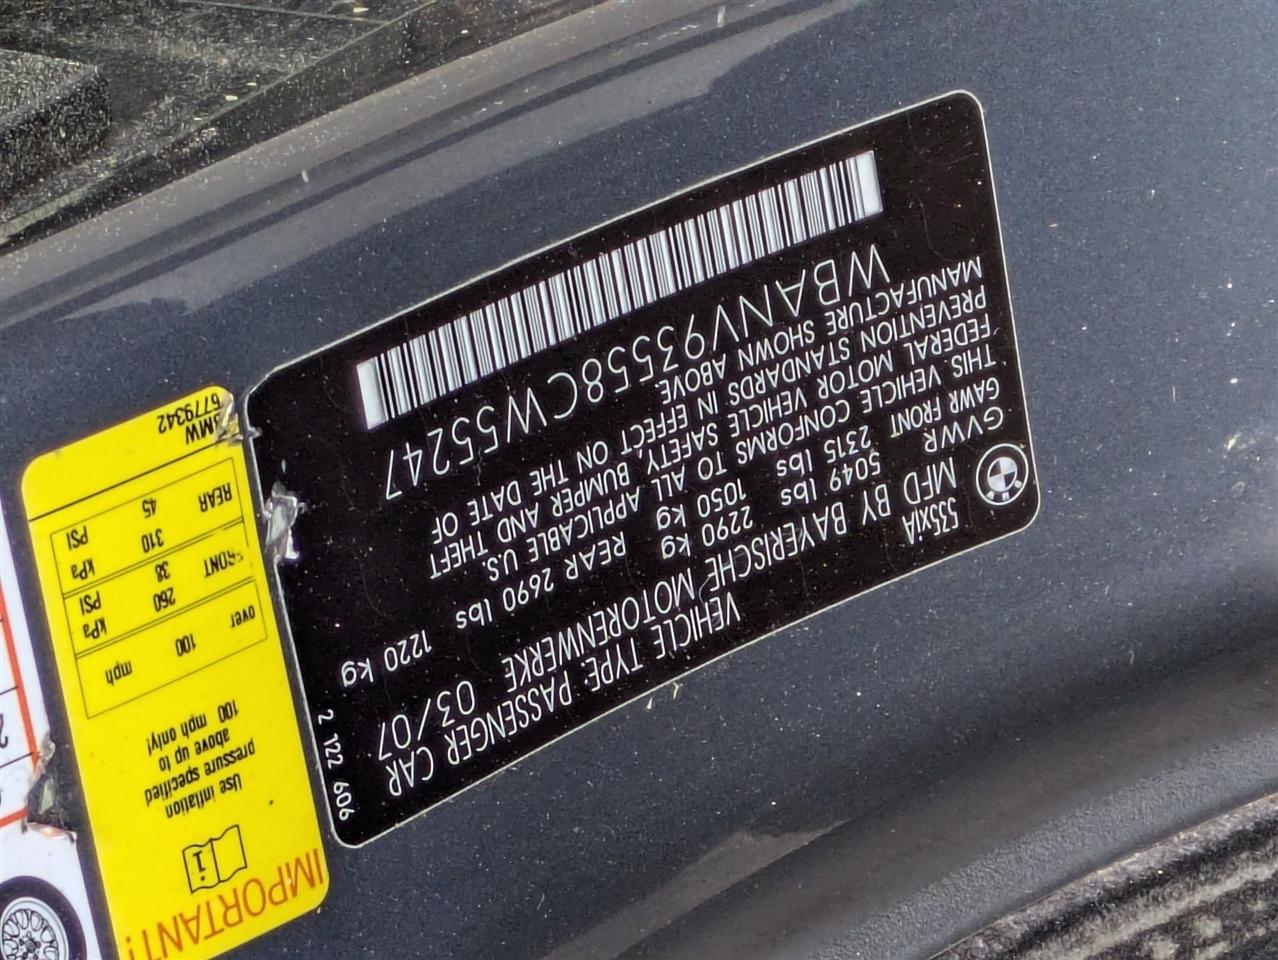 535xiA
VEHICLE TYPE: PASSENGER CAR
MFD BY BAYERISCHE MOTORENWERKE 03/07
GVWR 5049 lbs 2290 kg
GAWR FRONT 2315 lbs 1050 kg REAR 2690 lbs 1220 kg
THIS VEHICLE CONFORMS TO ALL APPLICABLE U.S.
FEDERAL MOTOR VEHICLE SAFETY, BUMPER AND THEFT
PREVENTION STANDARDS IN EFFECT ON THE DATE OF
MANUFACTURE SHOWN ABOVE.
WBANV93558CW55247
2 122 606
IMPORTANT!
i
Use inflation
pressure specified
above up to
100 mph only!
over 100 mph
FRONT 38 PSI
260 kPa
REAR 45 PSI
310 kPa
BMW
6779342